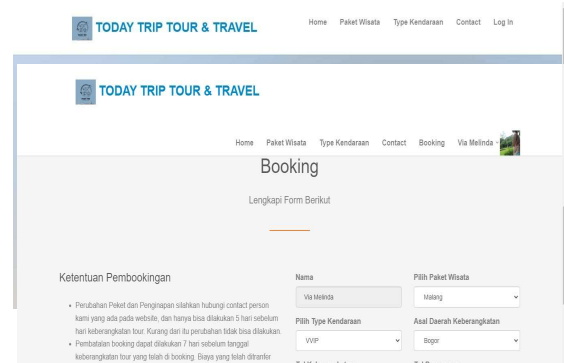 TODAY TRIP TOUR & TRAVEL
Home Paket Wisata Type Kendaraan Contact Log In
TODAY TRIP TOUR & TRAVEL
Home Paket Wisata Type Kendaraan Contact Booking Via Melinda
Booking
Lengkapi Form Berikut
Ketentuan Pembookingan
Perubahan Peket dan Penginapan silahkan hubungi contact person
kami yang ada pada website, dan hanya bisa dilakukan 5 hari sebelum
hari keberangkatan tour. Kurang dari itu perubahan tidak bisa dilakukan.
Pembatalan booking dapat dilakukan 7 hari sebelum tanggal
keberangkatan tour yang telah di booking. Biaya yang telah ditranfer
Nama
Pilih Paket Wisata
Via Melinda
Malang
Pilih Type Kendaraan
Asal Daerah Keberangkatan
VVIP
Bogor